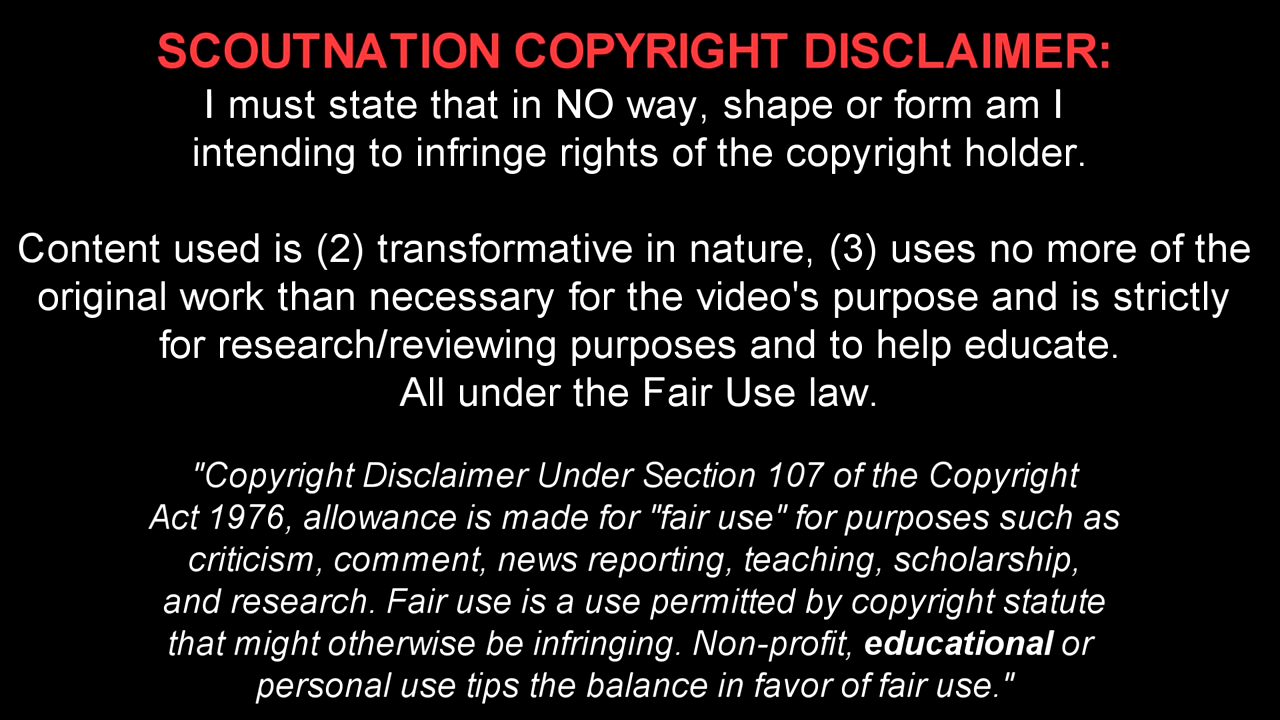 SCOUTNATION COPYRIGHT DISCLAIMER:
I must state that in NO way, shape or form am I
intending to infringe rights of the copyright holder.
Content used is (2) transformative in nature, (3) uses no more of the
original work than necessary for the video's purpose and is strictly
for research/reviewing purposes and to help educate.
All under the Fair Use law.
"Copyright Disclaimer Under Section 107 of the Copyright
Act 1976, allowance is made for "fair use" for purposes such as
criticism, comment, news reporting, teaching, scholarship,
and research. Fair use is a use permitted by copyright statute
that might otherwise be infringing. Non-profit, educational or
personal use tips the balance in favor of fair use."